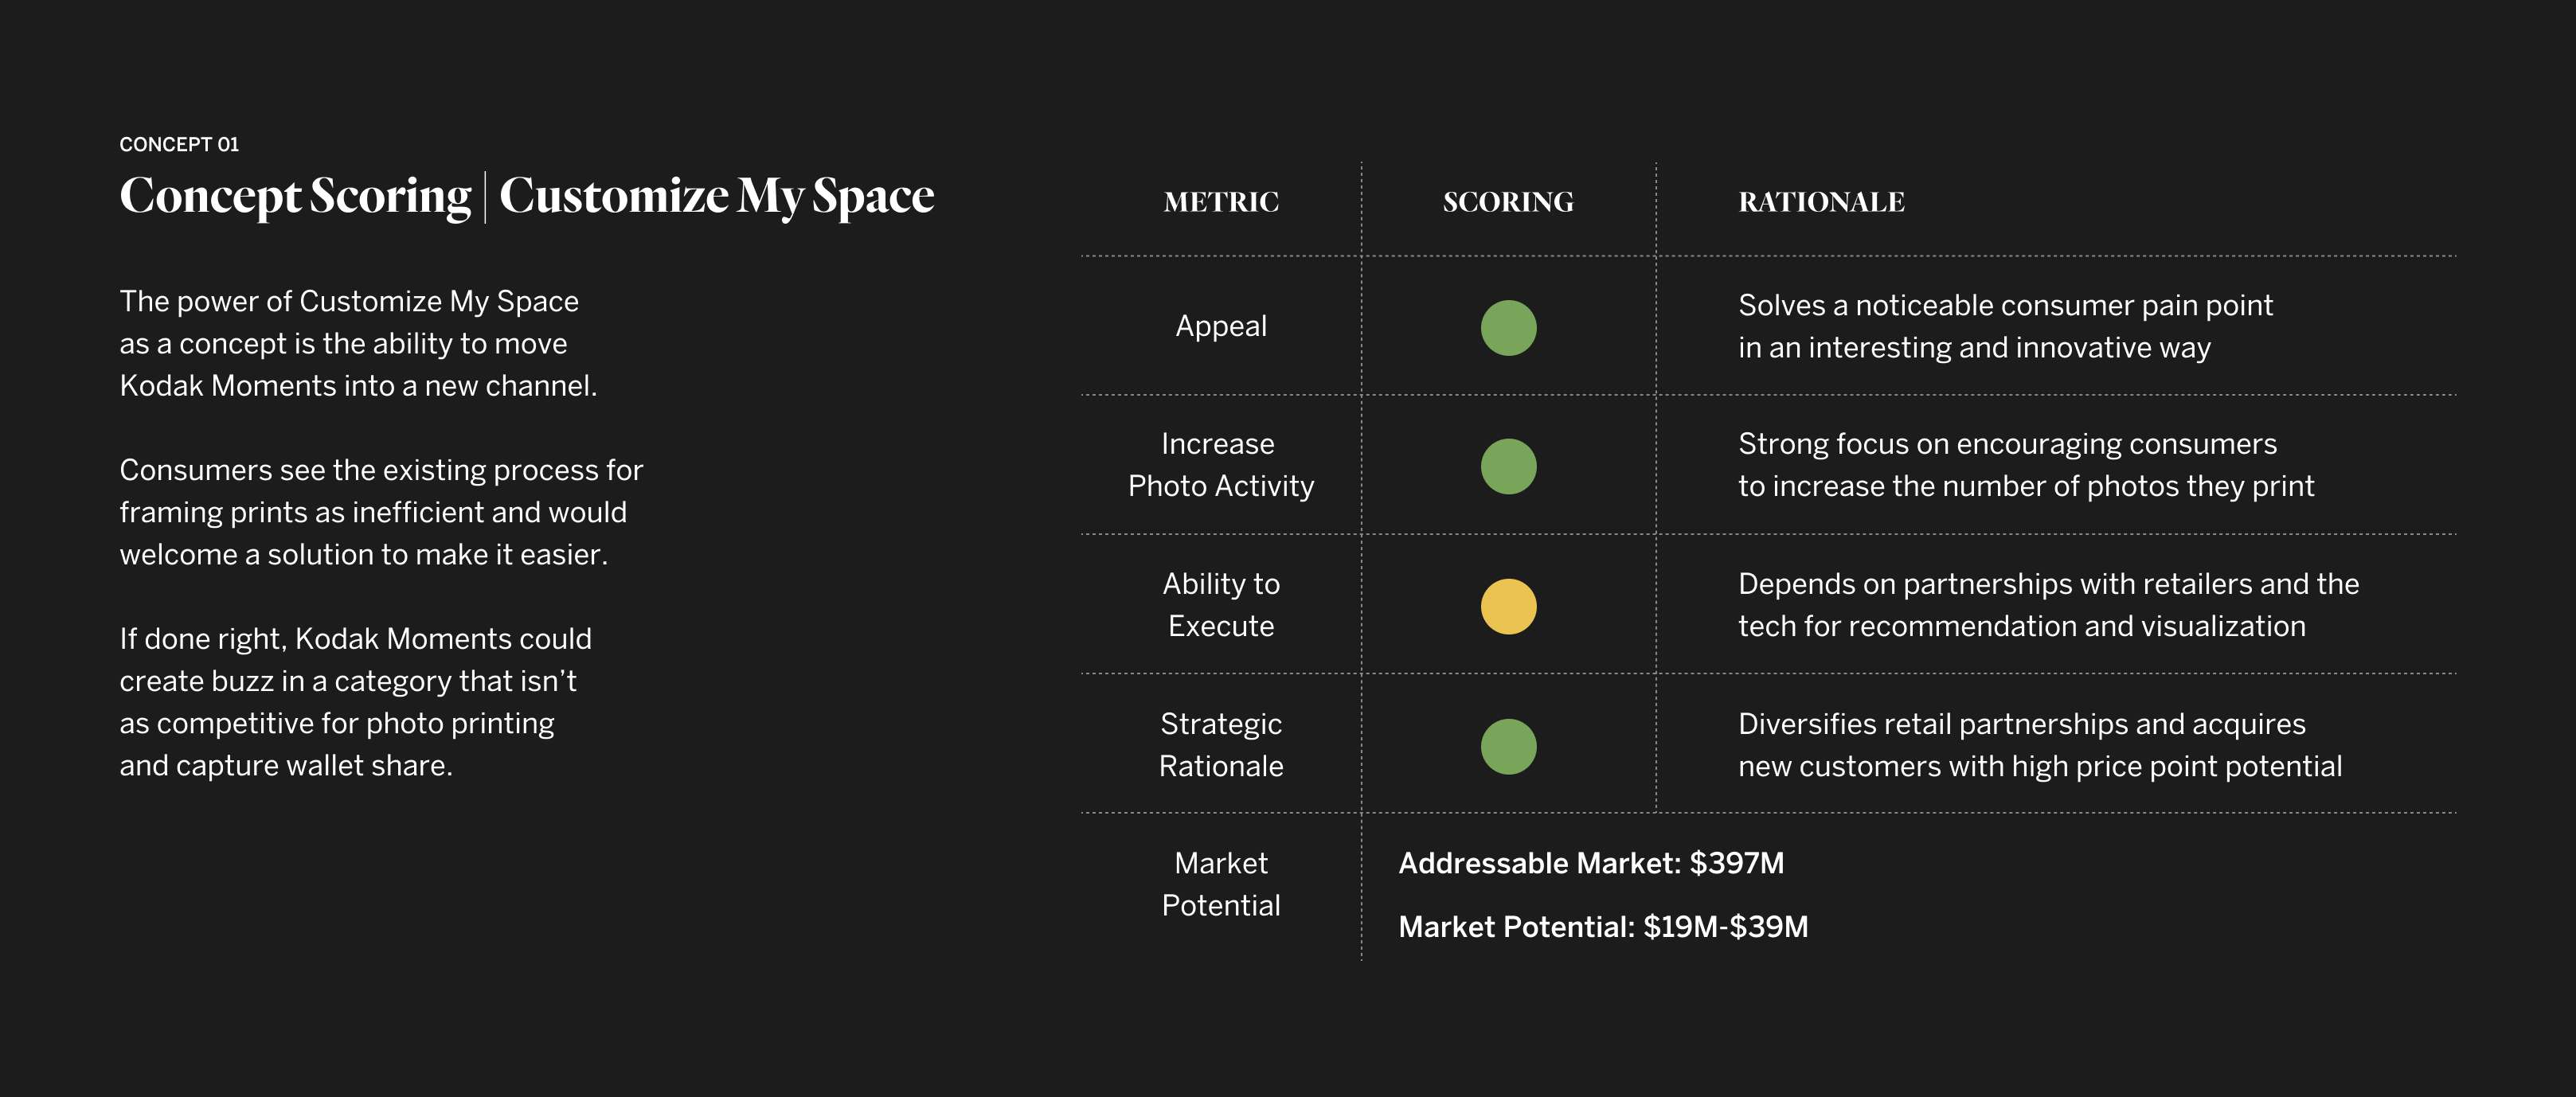 CONCEPT 01
Concept Scoring | Customize My Space
The power of Customize My Space
as a concept is the ability to move
Kodak Moments into a new channel.
Consumers see the existing process for
framing prints as inefficient and would
welcome a solution to make it easier.
If done right, Kodak Moments could
create buzz in a category that isn’t
as competitive for photo printing
and capture wallet share.
METRIC SCORING RATIONALE
Appeal
Solves a noticeable consumer pain point
in an interesting and innovative way
Increase
Photo Activity
Strong focus on encouraging consumers
to increase the number of photos they print
Ability to
Execute
Depends on partnerships with retailers and the
tech for recommendation and visualization
Strategic
Rationale
Diversifies retail partnerships and acquires
new customers with high price point potential
Market
Potential
Addressable Market: $397M
Market Potential: $19M-$39M